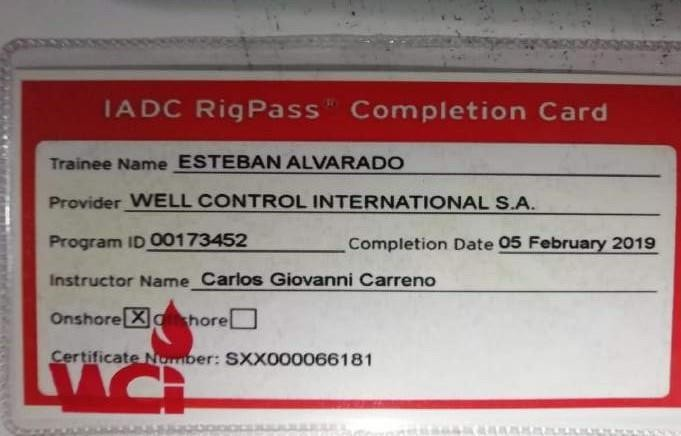 IADC RigPass® Completion Card
Trainee Name ESTEBAN ALVARADO
Provider WELL CONTROL INTERNATIONAL S.A.
Program ID 00173452 Completion Date 05 February 2019
Instructor Name Carlos Giovanni Carreno
Onshore X Offshore
Certificate Number: SXX000066181
WCi